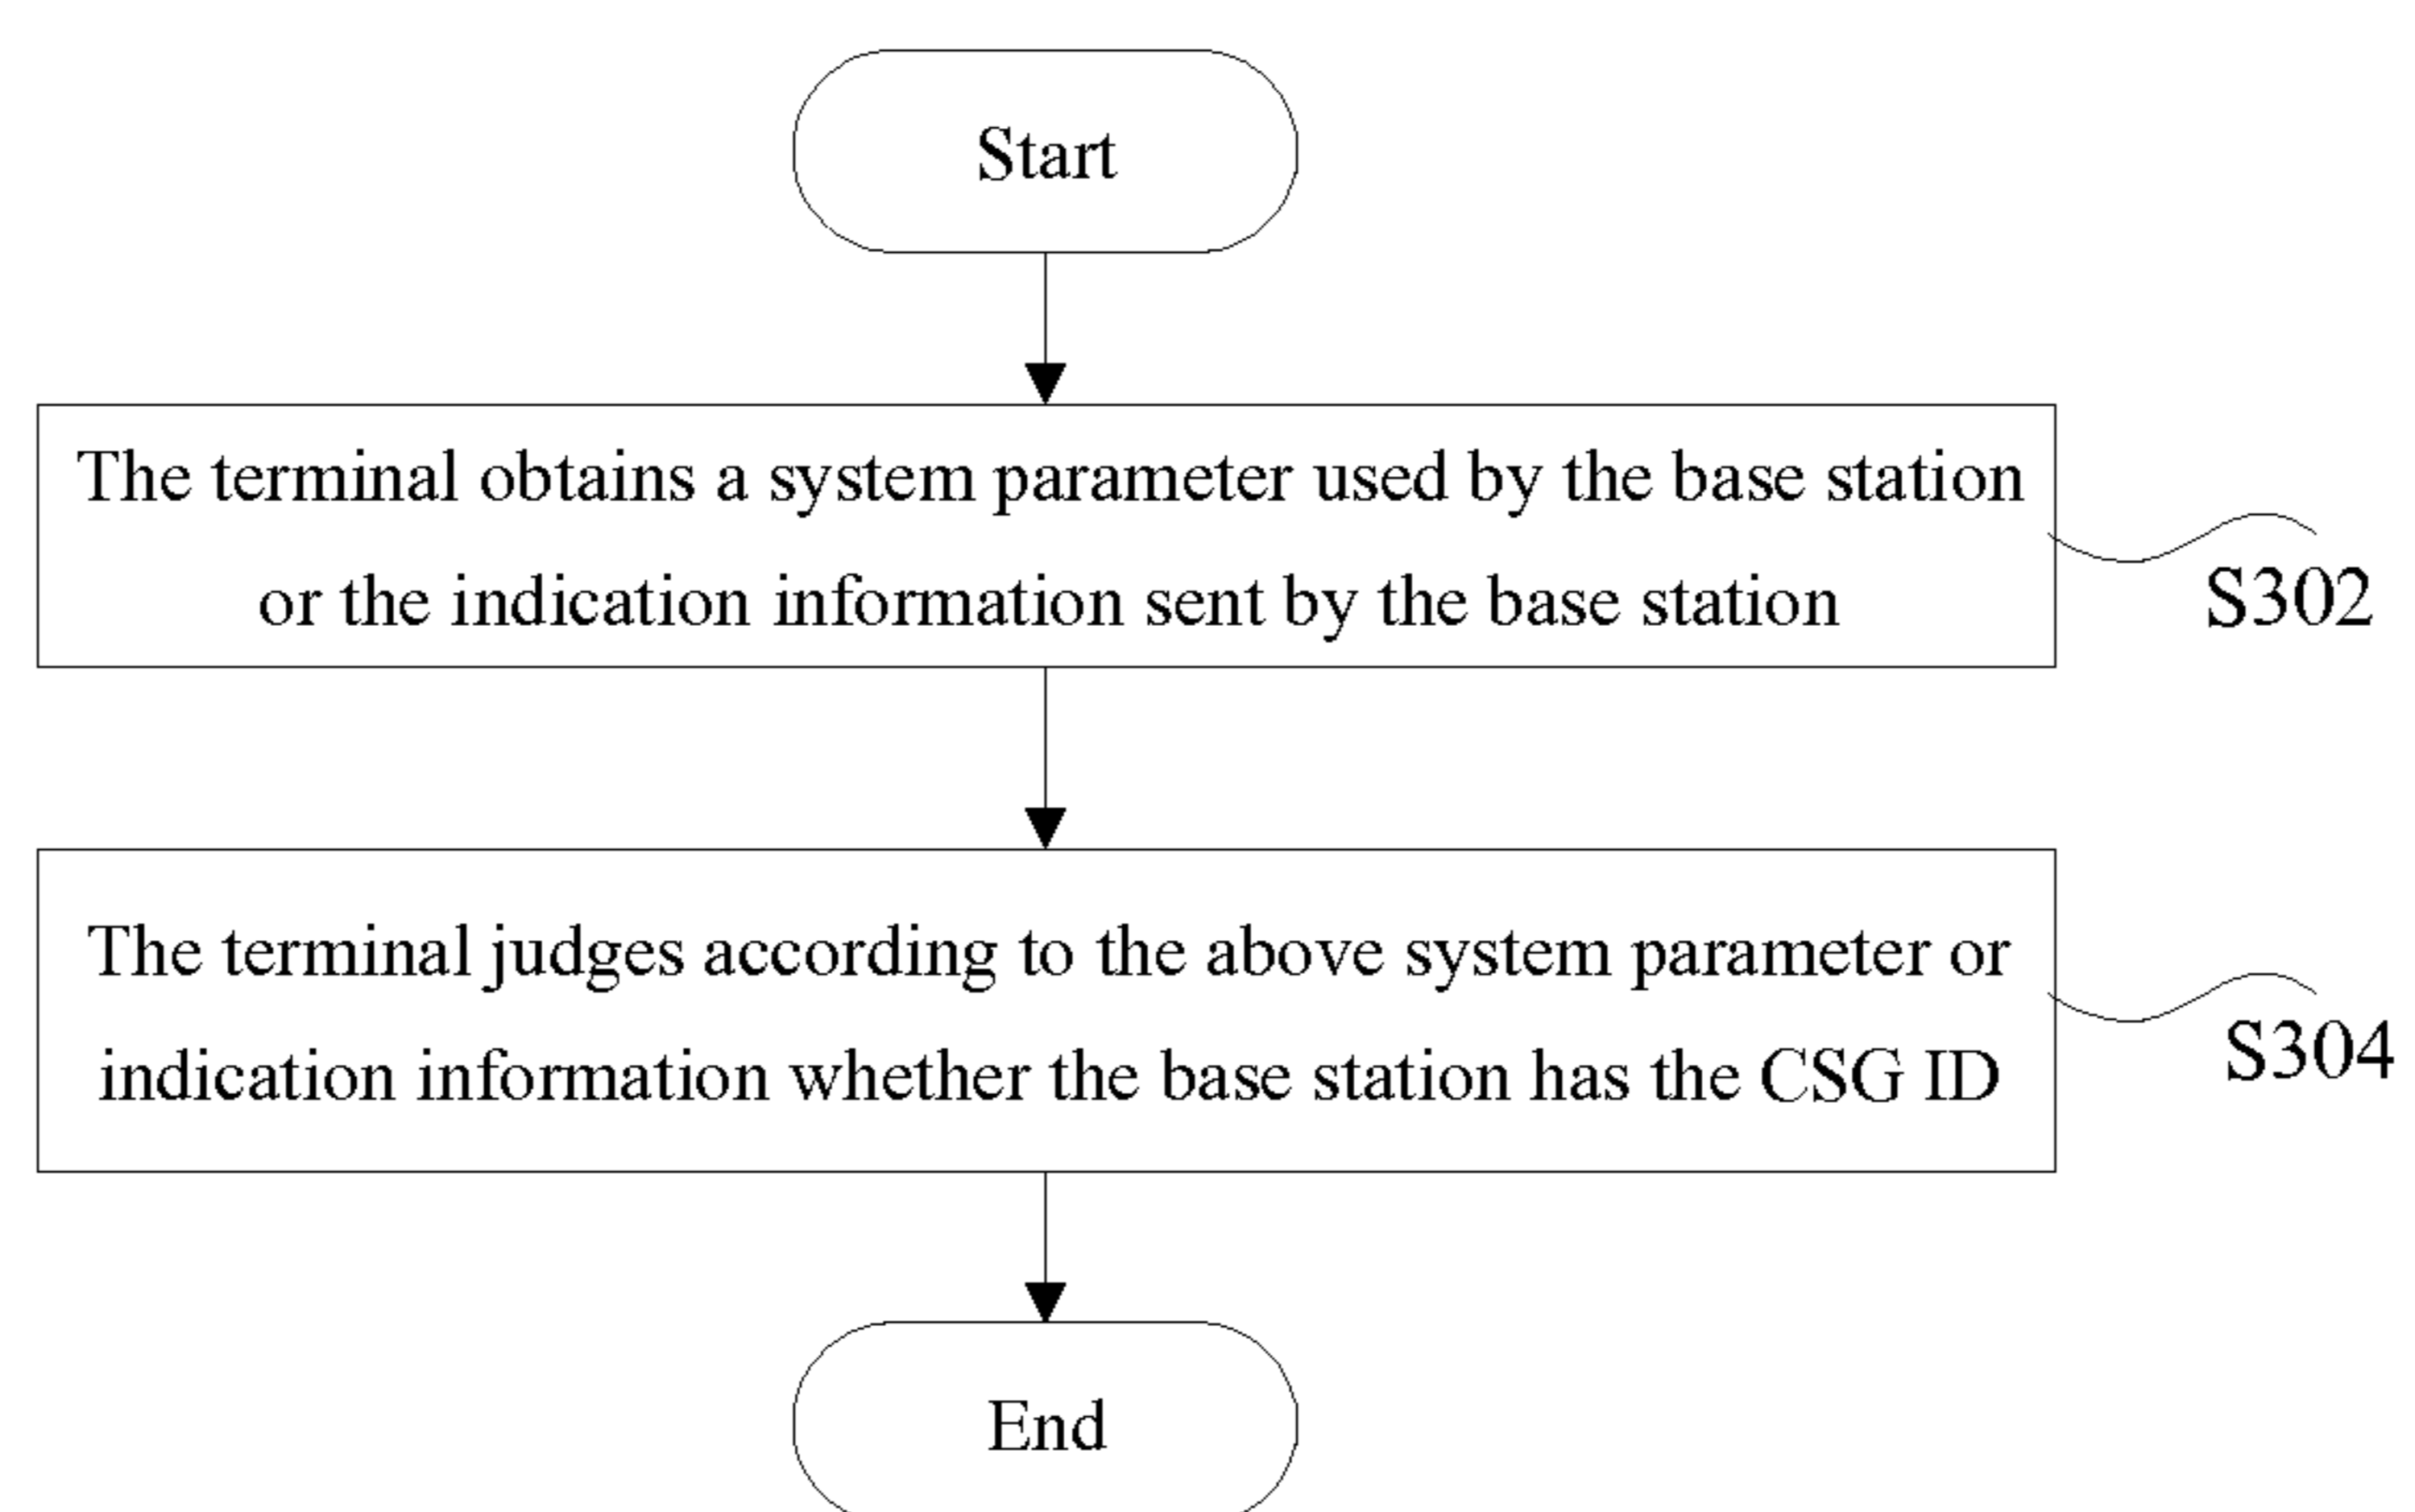 Start
The terminal obtains a system parameter used by the base station
or the indication information sent by the base station
S302
The terminal judges according to the above system parameter or
indication information whether the base station has the CSG ID
S304
End